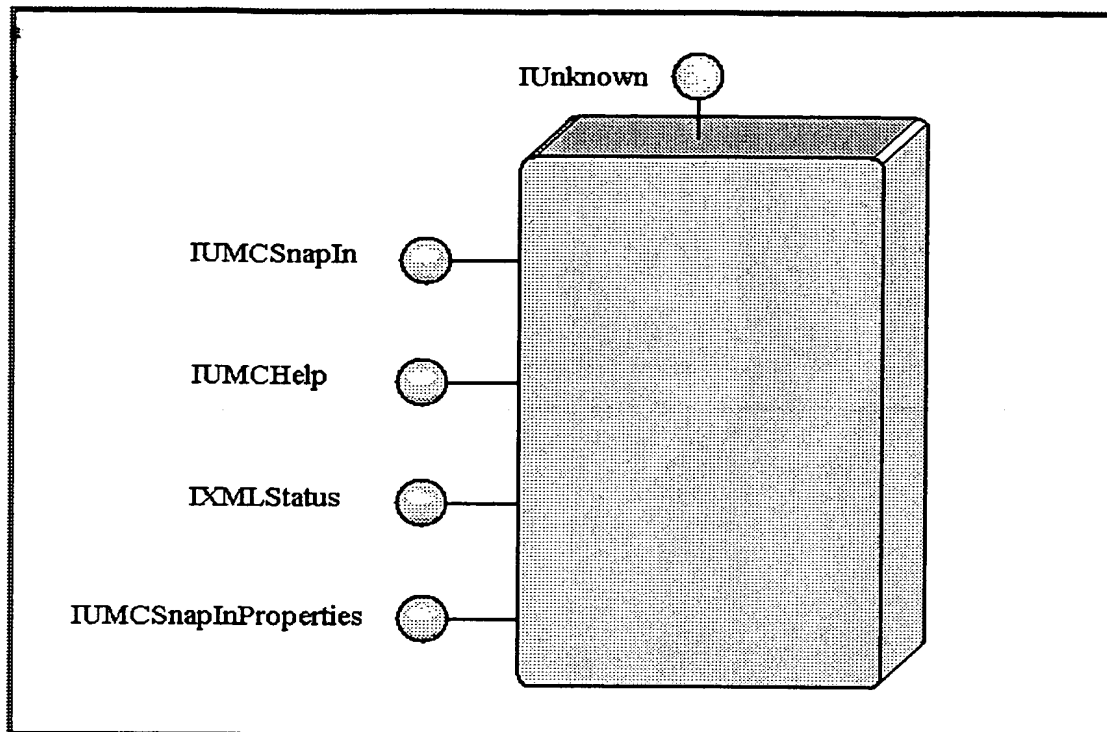 IUnknown
IUMCSnapIn
IUMCHelp
IXMLStatus
IUMCSnapInProperties